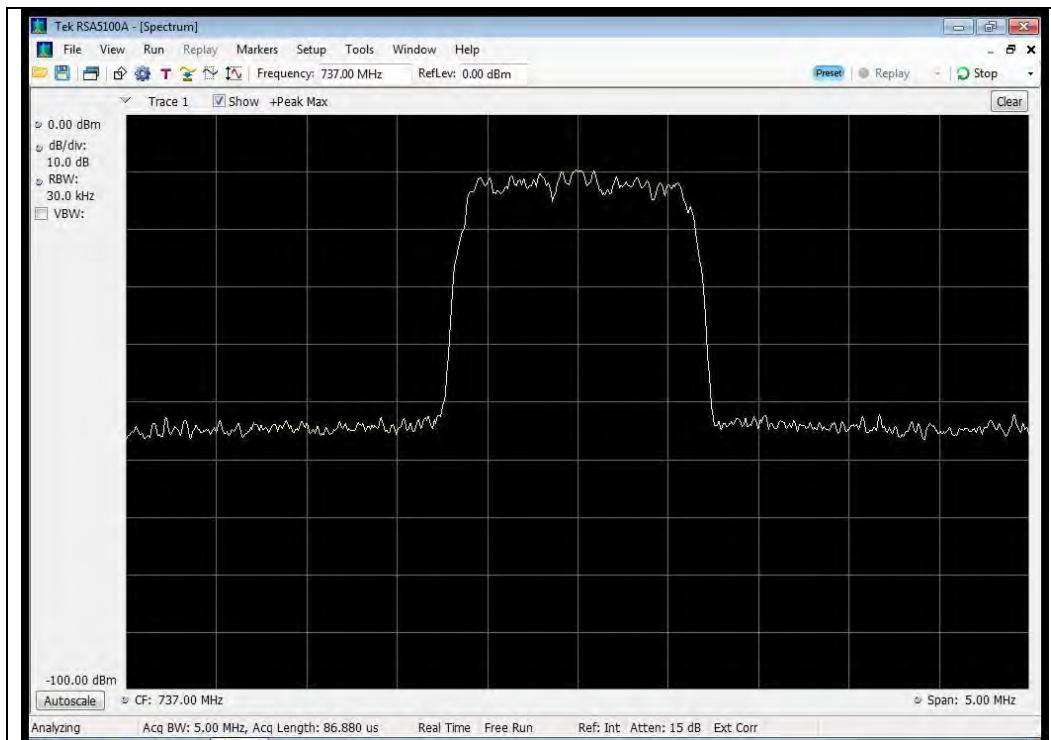 Tek RSA5100A - [Spectrum]
File View Run Replay Markers Setup Tools Window Help
T Frequency: 737.00 MHz RefLev: 0.00 dBm Preset Replay Stop
Trace 1 Show +Peak Max Clear
0.00 dBm
dB/div:
10.0 dB
RBW:
30.0 kHz
VBW:
-100.00 dBm
Autoscale CF: 737.00 MHz Span: 5.00 MHz
Analyzing Acq BW: 5.00 MHz, Acq Length: 86.880 us Real Time Free Run Ref: Int Atten: 15 dB Ext Corr